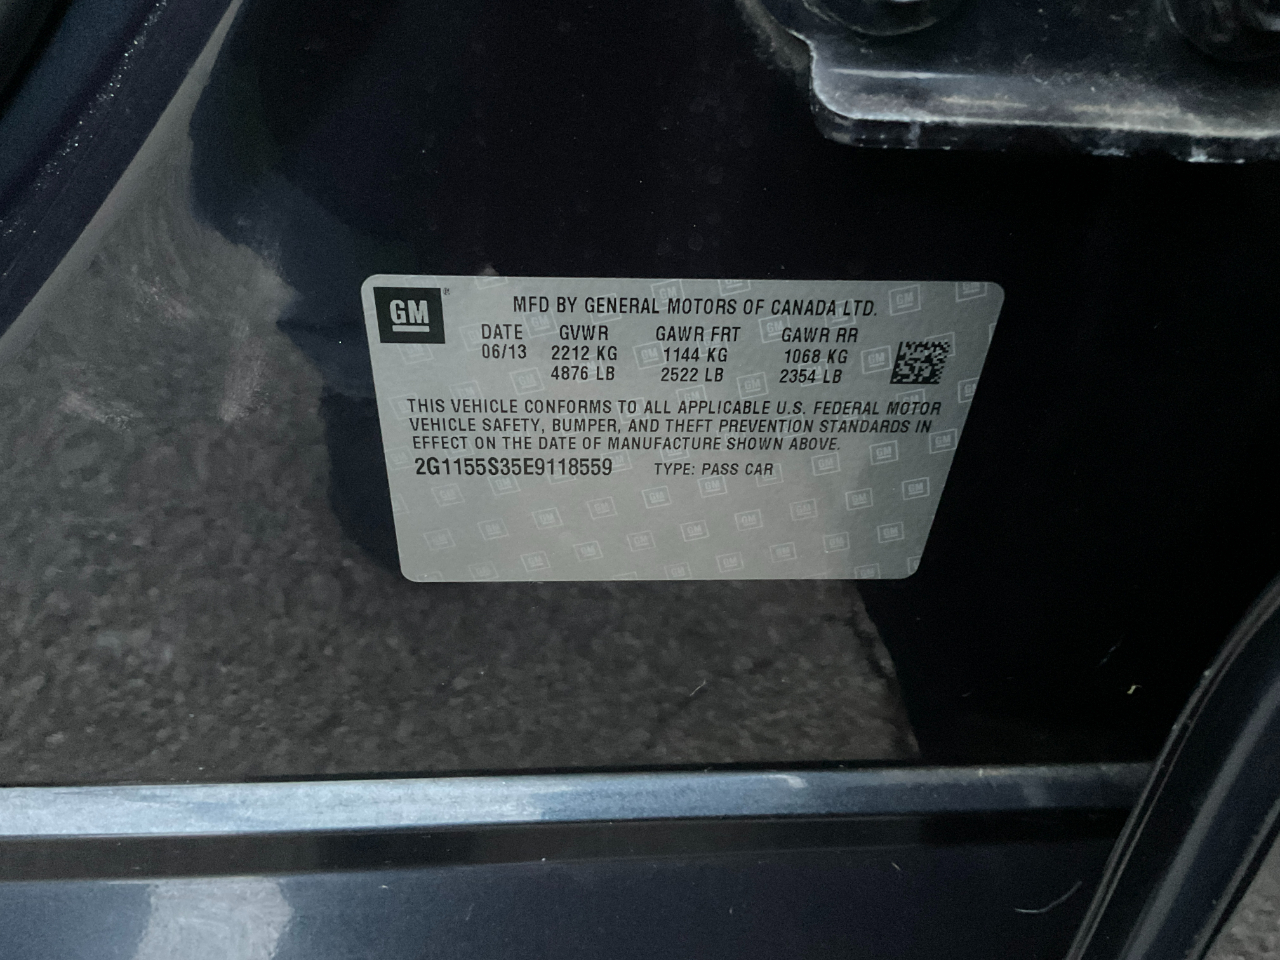 GM
MFD BY GENERAL MOTORS OF CANADA LTD.
DATE GVWR GAWR FRT GAWR RR
06/13 2212 KG 1144 KG 1068 KG
4876 LB 2522 LB 2354 LB
THIS VEHICLE CONFORMS TO ALL APPLICABLE U.S. FEDERAL MOTOR
VEHICLE SAFETY, BUMPER, AND THEFT PREVENTION STANDARDS IN
EFFECT ON THE DATE OF MANUFACTURE SHOWN ABOVE.
2G1155S35E9118559 TYPE: PASS CAR